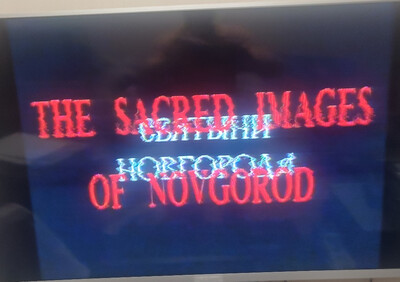 THE SACRED IMAGES
СВЯТЫНИ
НОВГОРОДА
OF NOVGOROD